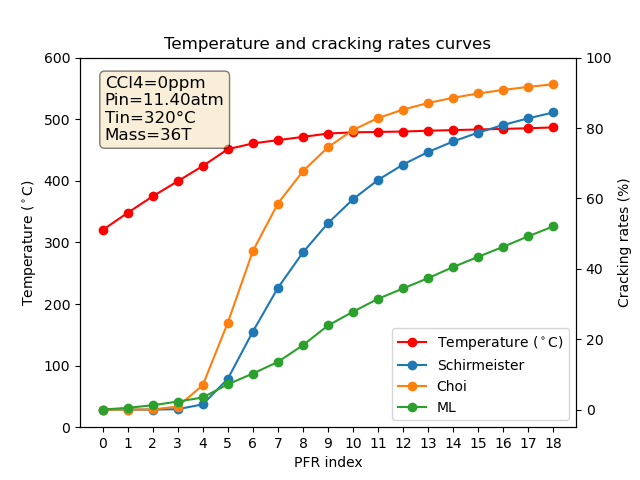 Temperature and cracking rates curves
CCl4=0ppm
Pin=11.40atm
Tin=320°C
Mass=36T
600
500
400
300
200
100
0
Temperature (°C)
100
80
60
40
20
0
Cracking rates (%)
Temperature (°C)
Schirmeister
Choi
ML
0 1 2 3 4 5 6 7 8 9 10 11 12 13 14 15 16 17 18
PFR index